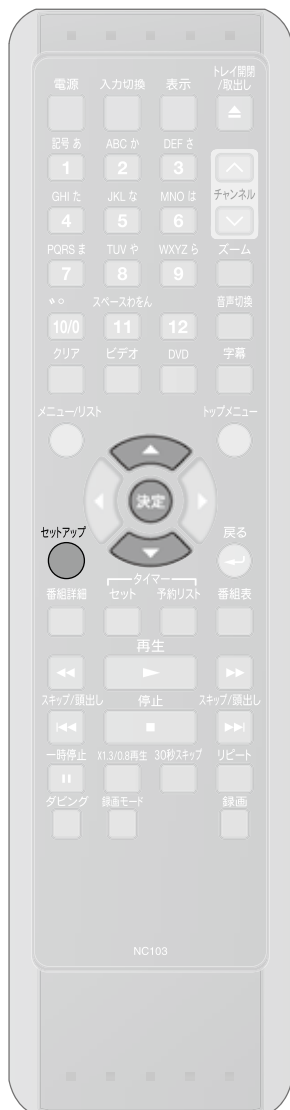 電源 入力切換 表示 トレイ開閉
/取出し
記号 あ ABC か DEF さ
1 2 3
GHI た JKL な MNO は チャンネル
4 5 6
PQRS ま TUV や WXYZ ら ズーム
7 8 9
*゜ スペースわをん 音声切換
10/0 11 12
クリア ビデオ DVD 字幕
メニュー/リスト トップメニュー
決定
セットアップ 戻る
タイマー
番組詳細 セット 予約リスト 番組表
再生
スキップ/頭出し 停止 スキップ/頭出し
一時停止 X1.3/0.8再生 30秒スキップ リピート
ダビング 録画モード 録画
NC103